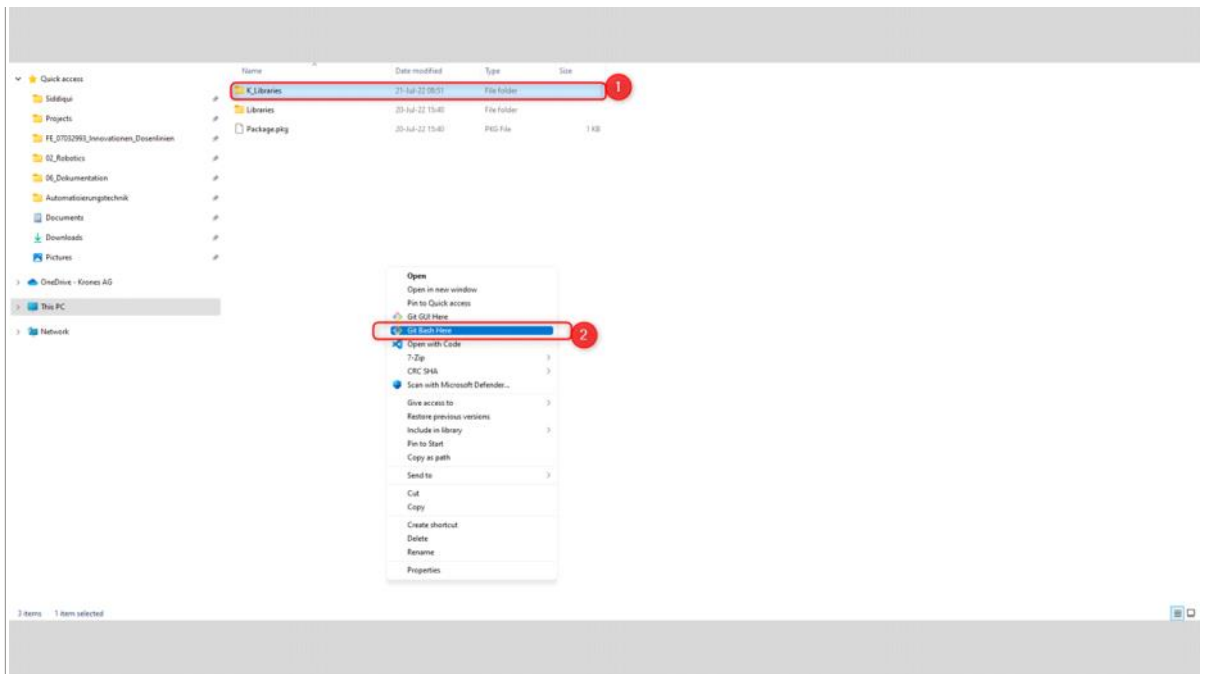 Name Date modified Type Size
Quick access
K_Libraries 21-Jul-22 08:51 File folder
1
Siddiqui
Libraries 20-Jul-22 15:40 File folder
Projects
Package.pkg 20-Jul-22 15:40 PKG File 1 KB
FE_07032993_Innovationen_Dosenlinien
02_Robotics
06_Dokumentation
Automatisierungstechnik
Documents
Downloads
Pictures
OneDrive - Krones AG
This PC
Network
Open
Open in new window
Pin to Quick access
Git GUI Here
Git Bash Here
2
Open with Code
7-Zip
CRC SHA
Scan with Microsoft Defender...
Give access to
Restore previous versions
Include in library
Pin to Start
Copy as path
Send to
Cut
Copy
Create shortcut
Delete
Rename
Properties
3 items 1 item selected